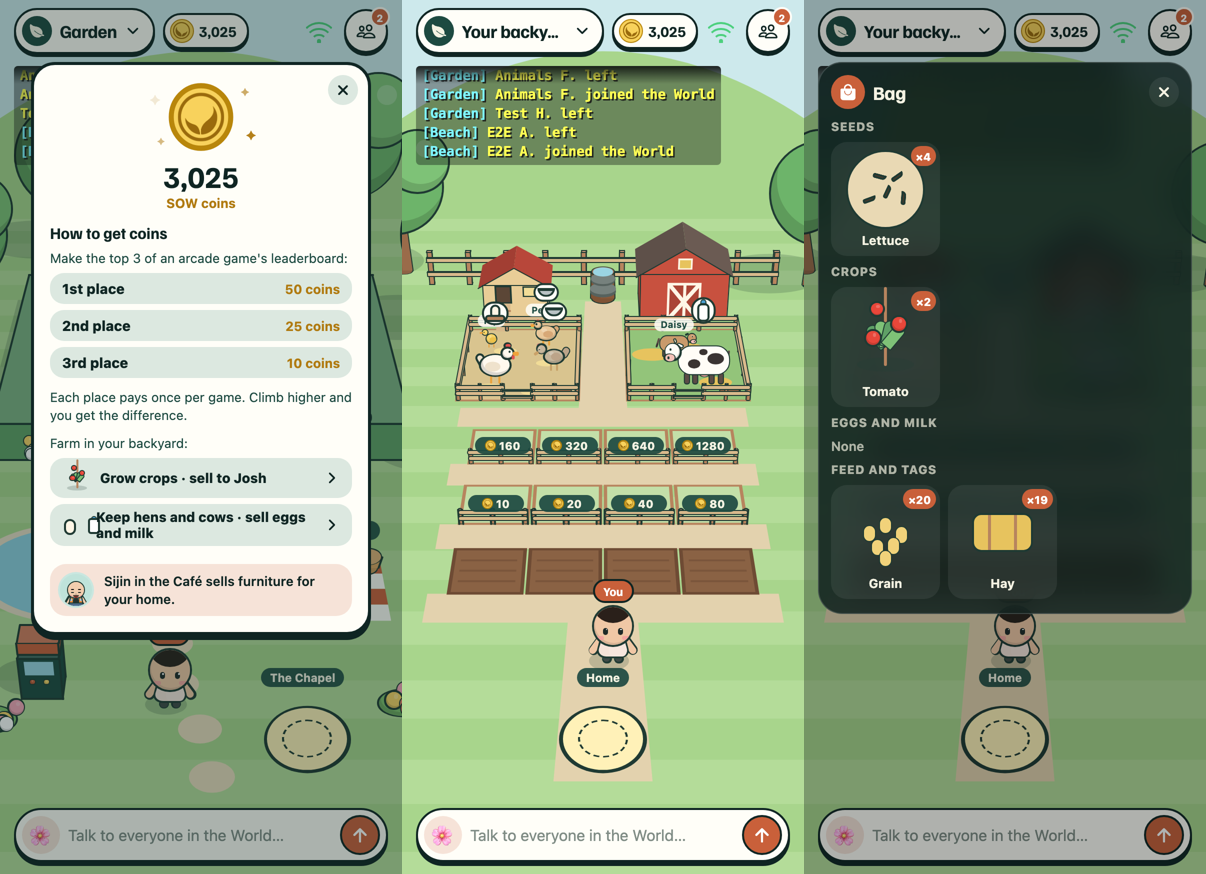 Garden
3,025
2
3,025
SOW coins
How to get coins
Make the top 3 of an arcade game's leaderboard:
1st place
50 coins
2nd place
25 coins
3rd place
10 coins
Each place pays once per game. Climb higher and
you get the difference.
Farm in your backyard:
Grow crops · sell to Josh
Keep hens and cows · sell eggs
and milk
Sijin in the Café sells furniture for
your home.
The Chapel
Talk to everyone in the World...
Your backy...
3,025
2
[Garden] Animals F. left
[Garden] Animals F. joined the World
[Garden] Test H. left
[Beach] E2E A. left
[Beach] E2E A. joined the World
Daisy
160
320
640
1280
10
20
40
80
You
Home
Talk to everyone in the World...
Your backy...
3,025
2
Bag
SEEDS
×4
Lettuce
CROPS
×2
Tomato
EGGS AND MILK
None
FEED AND TAGS
×20
Grain
×19
Hay
Home
Talk to everyone in the World...